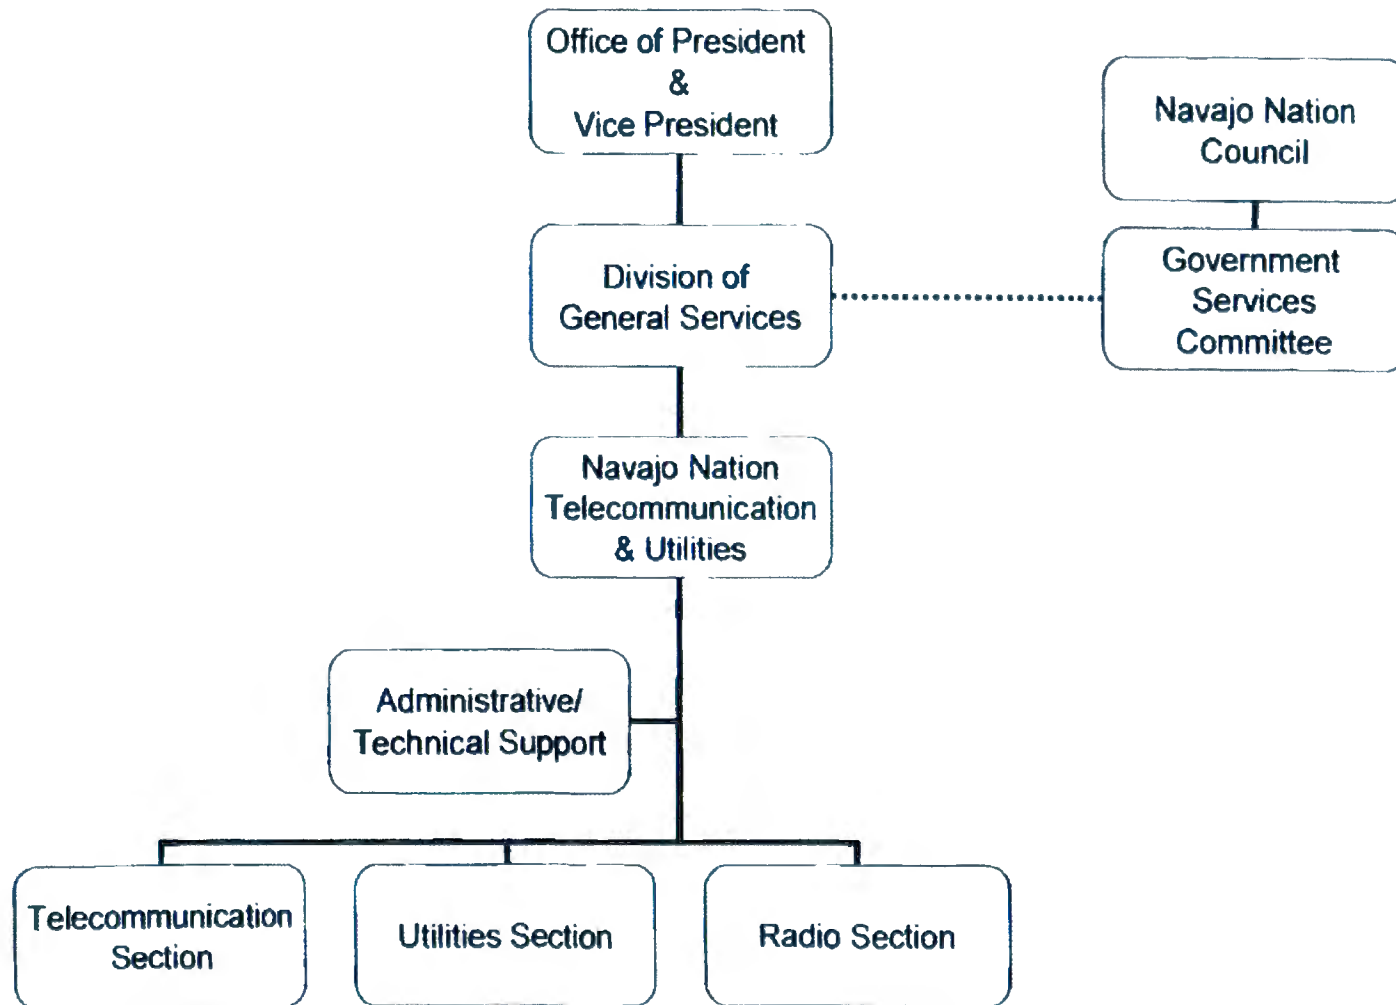 Office of President
&
Vice President
Navajo Nation
Council
Division of
General Services
Government
Services
Committee
Navajo Nation
Telecommunication
& Utilities
Administrative/
Technical Support
Telecommunication
Section
Utilities Section
Radio Section